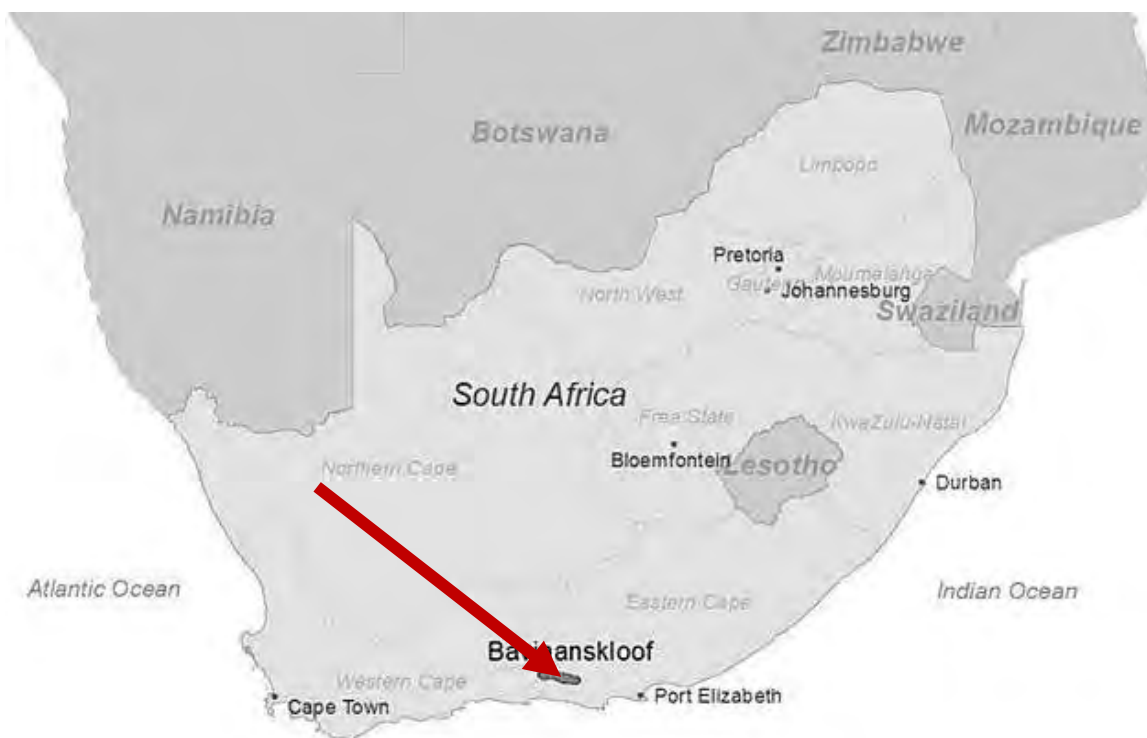 Zimbabwe
Mozambique
Botswana
Limpopo
Namibia
Pretoria
Gauteng
Johannesburg
North West
Swaziland
South Africa
Free State
KwaZulu-Natal
Bloemfontein
Lesotho
Northern Cape
Durban
Atlantic Ocean
Indian Ocean
Eastern Cape
Western Cape
Cape Town
Port Elizabeth